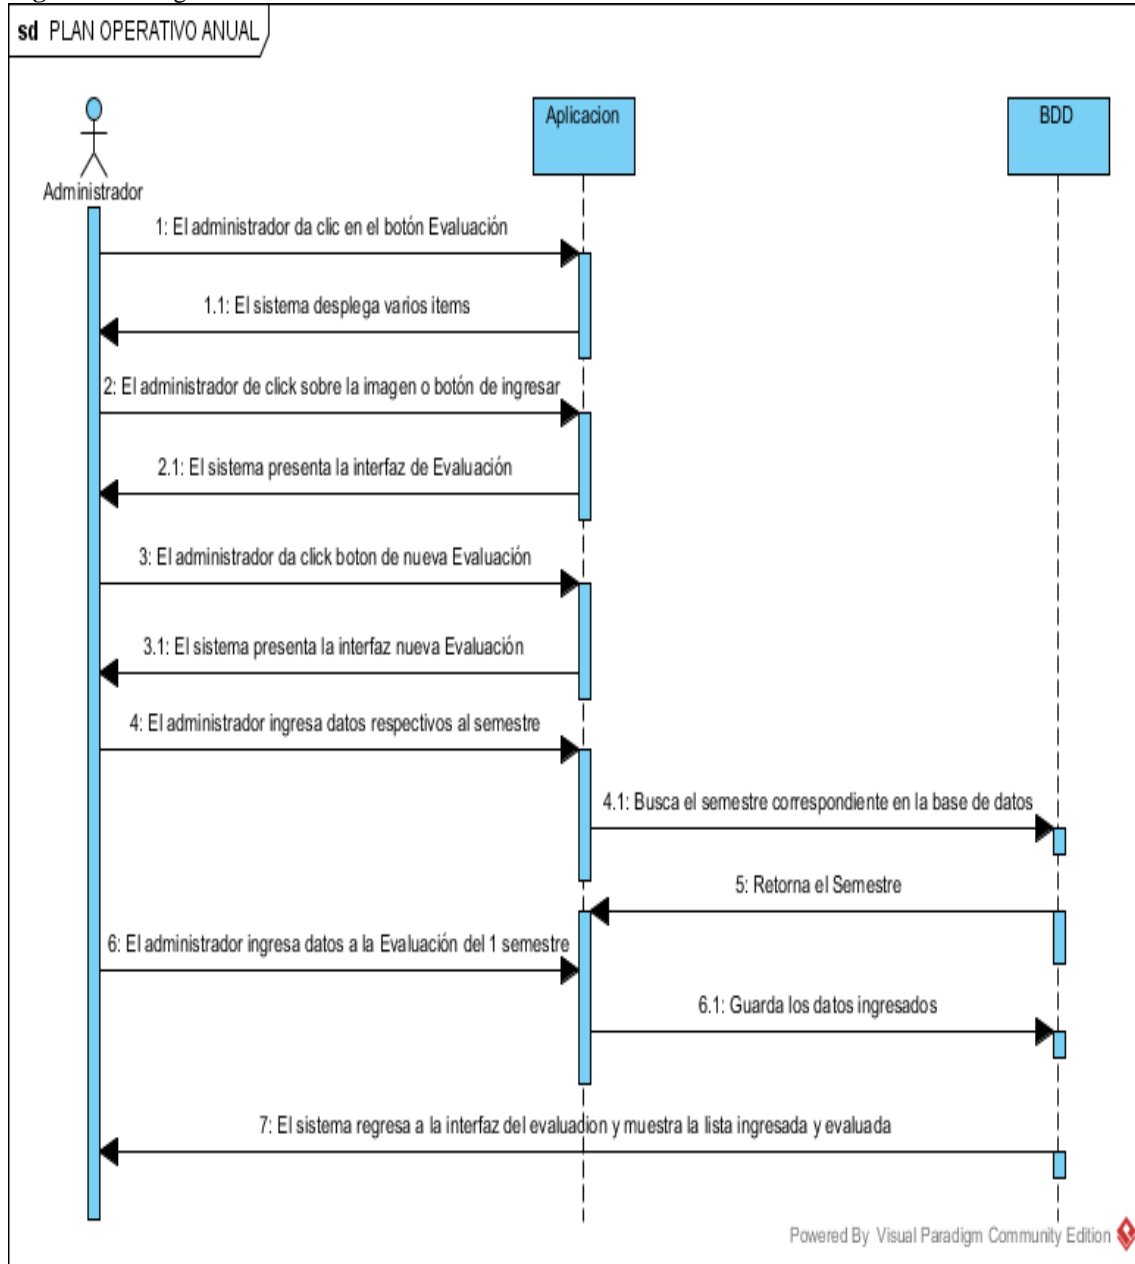 sd PLAN OPERATIVO ANUAL
Aplicacion
BDD
Administrador
1: El administrador da clic en el botón Evaluación
1.1: El sistema desplega varios items
2: El administrador de click sobre la imagen o botón de ingresar
2.1: El sistema presenta la interfaz de Evaluación
3: El administrador da click boton de nueva Evaluación
3.1: El sistema presenta la interfaz nueva Evaluación
4: El administrador ingresa datos respectivos al semestre
4.1: Busca el semestre correspondiente en la base de datos
5: Retorna el Semestre
6: El administrador ingresa datos a la Evaluación del 1 semestre
6.1: Guarda los datos ingresados
7: El sistema regresa a la interfaz del evaluadion y muestra la lista ingresada y evaluada
Powered By Visual Paradigm Community Edition